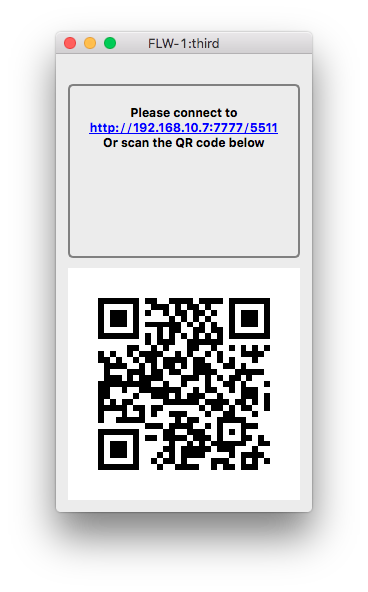 FLW-1:third
Please connect to
http://192.168.10.7:7777/5511
Or scan the QR code below